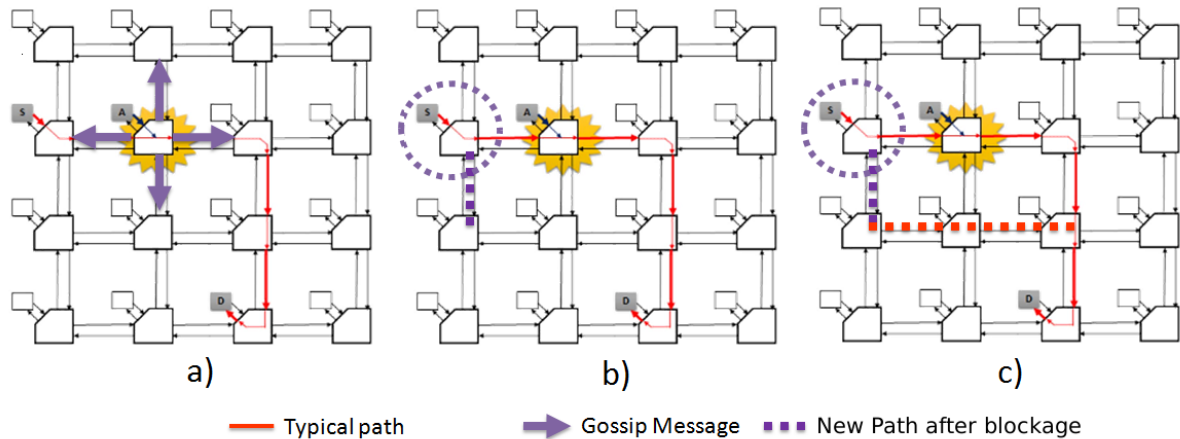 S A
D
S A
D
S A
D
a) b) c)
Typical path Gossip Message New Path after blockage